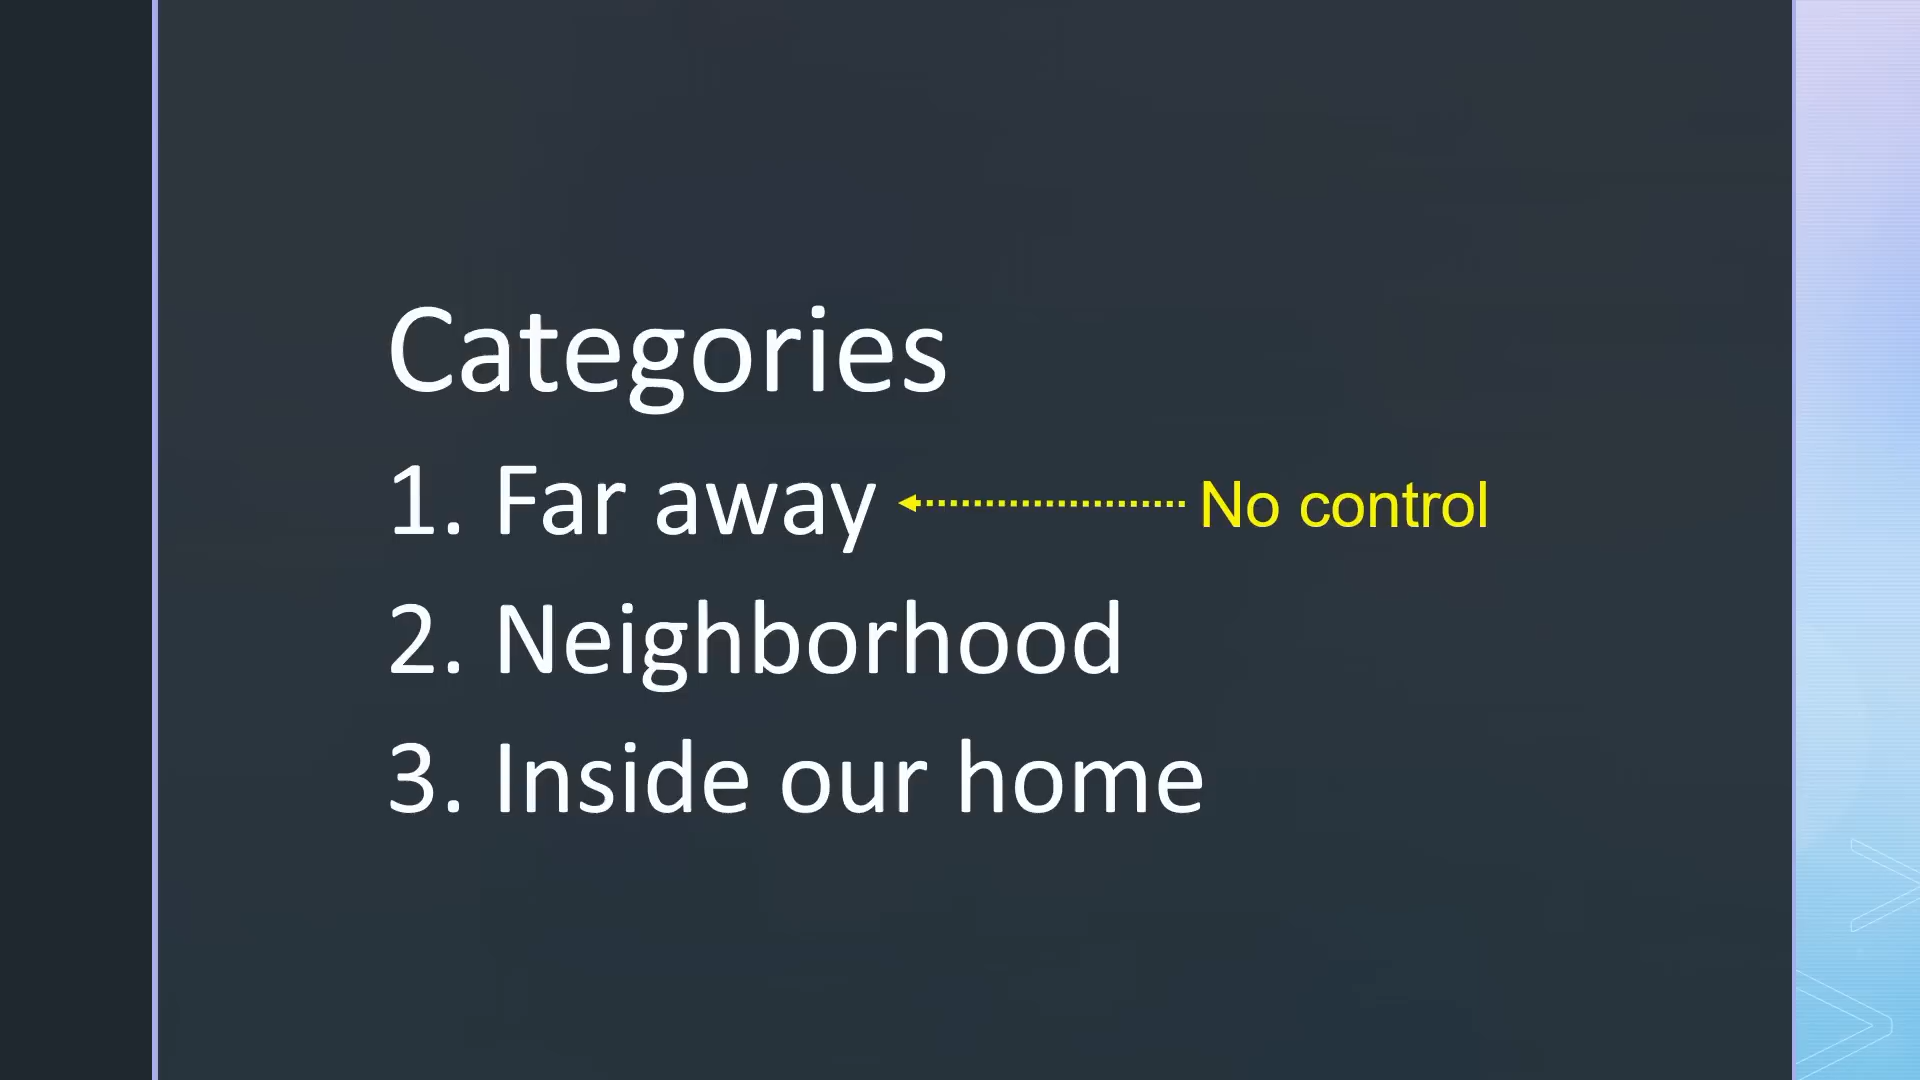 Categories
1. Far away No control
2. Neighborhood
3. Inside our home